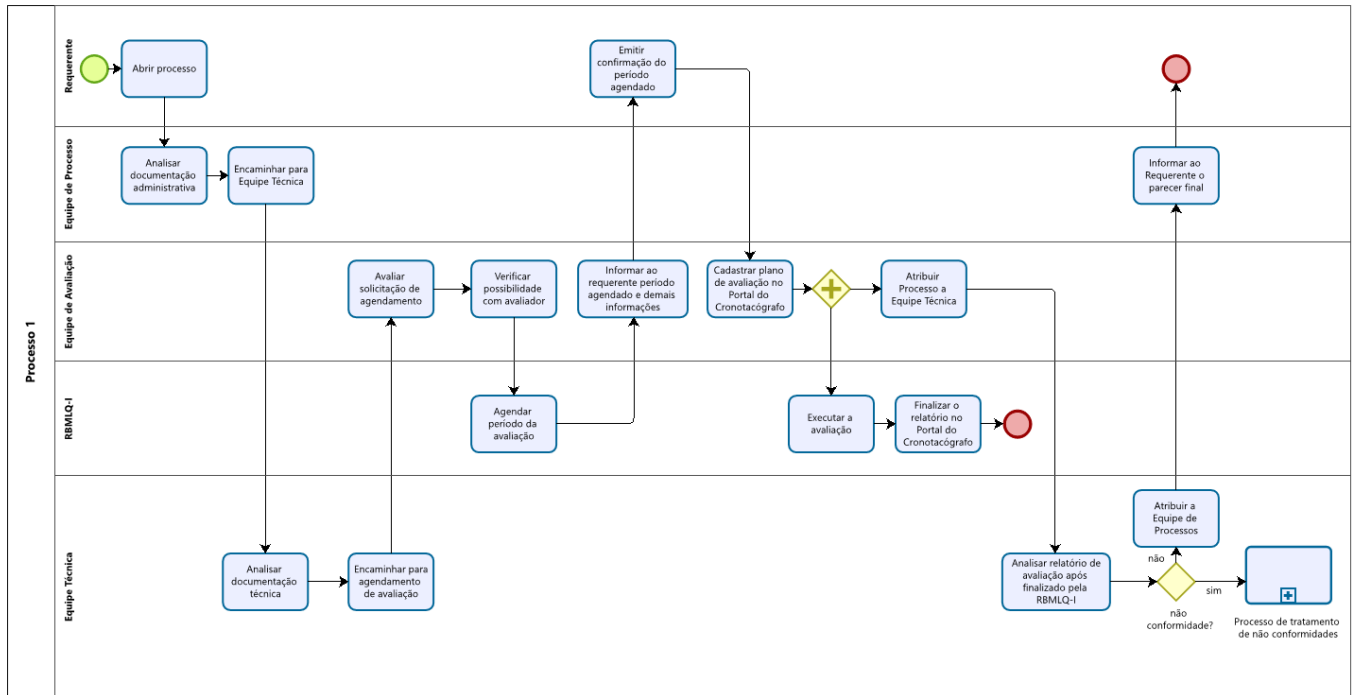 Processo 1
Requerente
Abrir processo
Emitir
confirmação do
período
agendado
Equipe de Processo
Analisar
documentação
administrativa
Encaminhar para
Equipe Técnica
Informar ao
Requerente o
parecer final
Equipe de Avaliação
Avaliar
solicitação de
agendamento
Verificar
possibilidade
com avaliador
Informar ao
requerente período
agendado e demais
informações
Cadastrar plano
de avaliação no
Portal do
Cronotacógrafo
Atribuir
Processo a
Equipe Técnica
RBMLQ-I
Agendar
período da
avaliação
Executar a
avaliação
Finalizar o
relatório no
Portal do
Cronotacógrafo
Equipe Técnica
Analisar
documentação
técnica
Encaminhar para
agendamento
de avaliação
Analisar relatório de
avaliação após
finalizado pela
RBMLQ-I
Atribuir a
Equipe de
Processos
não
sim
não
conformidade?
Processo de tratamento
de não conformidades